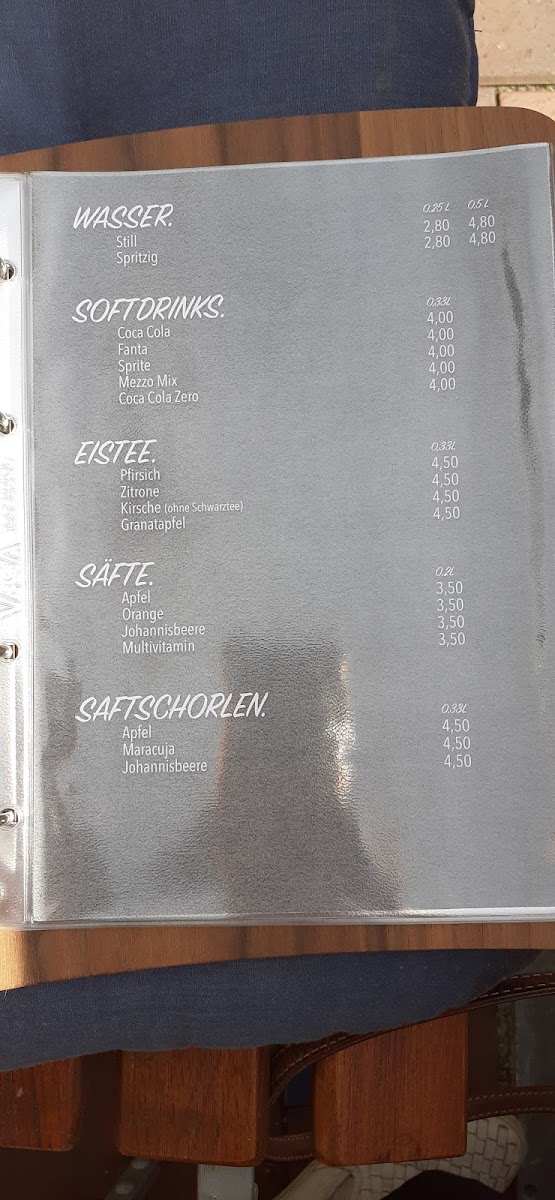 WASSER. 0.25 L 0.5 L
Still 2,80 4,80
Spritzig 2,80 4,80
SOFTDRINKS. 0.33L
Coca Cola 4,00
Fanta 4,00
Sprite 4,00
Mezzo Mix 4,00
Coca Cola Zero 4,00
EISTEE. 0.33L
Pfirsich 4,50
Zitrone 4,50
Kirsche (ohne Schwarztee) 4,50
Granatapfel 4,50
SÄFTE. 0.2L
Apfel 3,50
Orange 3,50
Johannisbeere 3,50
Multivitamin 3,50
SAFTSCHORLEN. 0.33L
Apfel 4,50
Maracuja 4,50
Johannisbeere 4,50